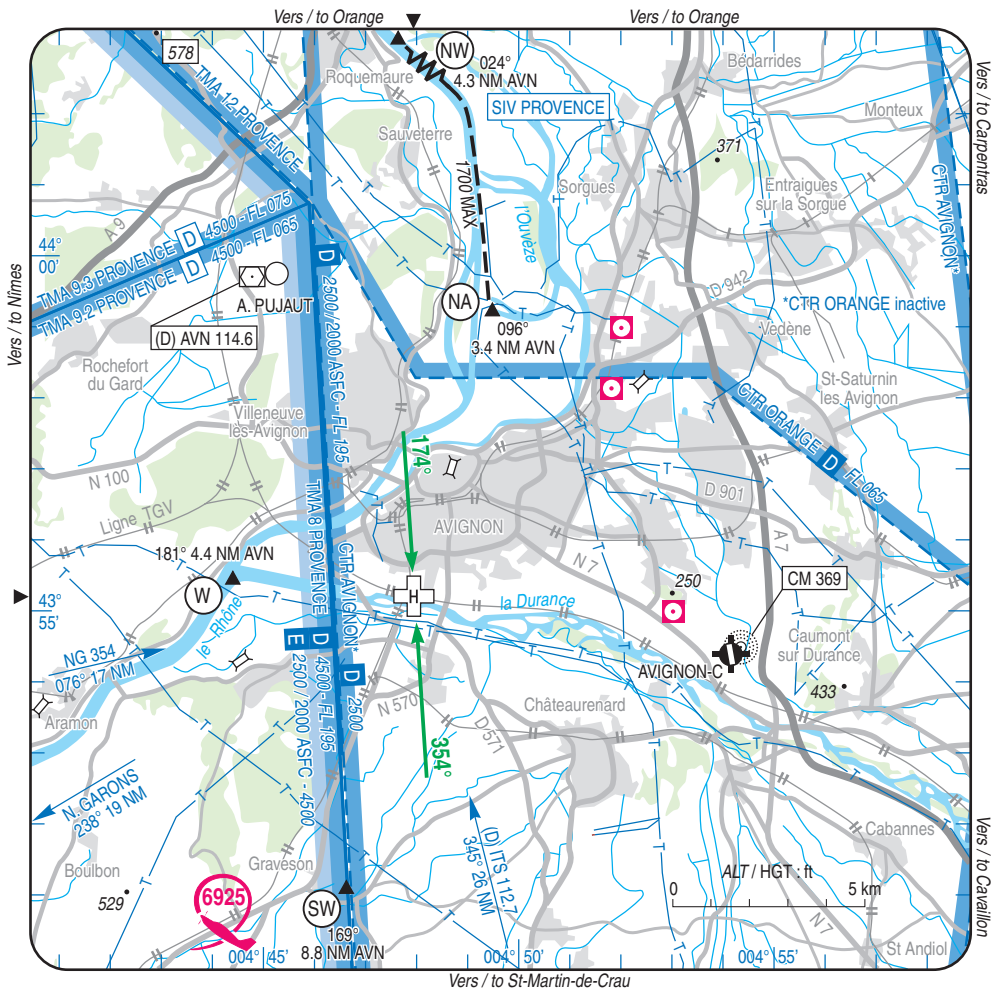 Vers / to Orange
Vers / to Orange
578
NW
024°
4.3 NM AVN
Roquemaure
Bédarrides
SIV PROVENCE
Monteux
Vers / to Carpentras
TMA 12 PROVENCE
Sauveterre
371
1700 MAX
Sorgues
Entraigues
sur la Sorgue
CTR AVIGNON*
l'Ouvèze
A 9
44°
00'
TMA 9.3 PROVENCE D 4500 - FL 075
TMA 9.2 PROVENCE D 4500 - FL 065
D
2500/2000 ASFC - FL 195
A. PUJAUT
NA
D 942
*CTR ORANGE inactive
Vers / to Nîmes
(D) AVN 114.6
096°
3.4 NM AVN
Vedène
Rochefort
du Gard
St-Saturnin
les Avignon
Villeneuve
lès-Avignon
174°
CTR ORANGE D FL 065
N 100
D 901
Ligne TGV
TMA 8 PROVENCE
CTR AVIGNON*
AVIGNON
A 7
181° 4.4 NM AVN
N 7
W
H
250
CM 369
43°
55'
la Durance
le Rhône
E
2500/2000 ASFC - 4500
D
4500 - FL 195
D
2500
Caumont
sur Durance
NG 354
076° 17 NM
AVIGNON-C
433
Aramon
N 570
D571
Châteaurenard
354°
N. GARONS
238° 19 NM
(D) ITS 112.7
345° 26 NM
Cabannes
Vers / to Cavaillon
Boulbon
Graveson
ALT / HGT : ft
0
5 km
529
6925
SW
169°
8.8 NM AVN
N 7
St Andiol
004° 45'
004° 50'
004° 55'
Vers / to St-Martin-de-Crau